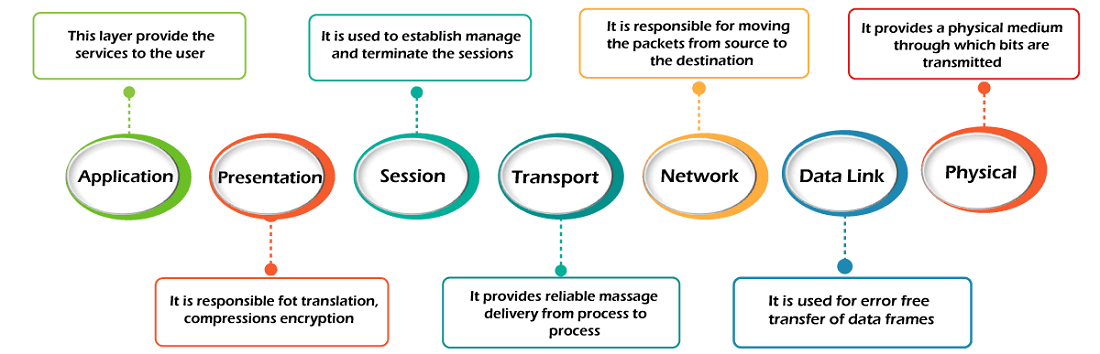 This layer provide the
services to the user
It is used to establish manage
and terminate the sessions
It is responsible for moving
the packets from source to
the destination
It provides a physical medium
through which bits are
transmitted
Application
Presentation
Session
Transport
Network
Data Link
Physical
It is responsible fot translation,
compressions encryption
It provides reliable massage
delivery from process to
process
It is used for error free
transfer of data frames